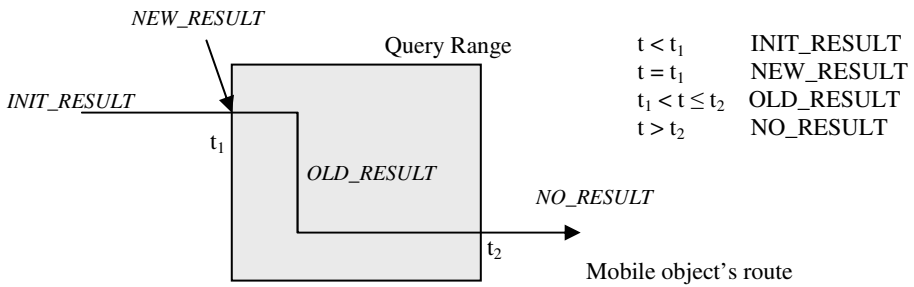 NEW_RESULT
Query Range
INIT_RESULT
t1
OLD_RESULT
NO_RESULT
t2
Mobile object's route
t < t1 INIT_RESULT
t = t1 NEW_RESULT
t1 < t ≤ t2 OLD_RESULT
t > t2 NO_RESULT